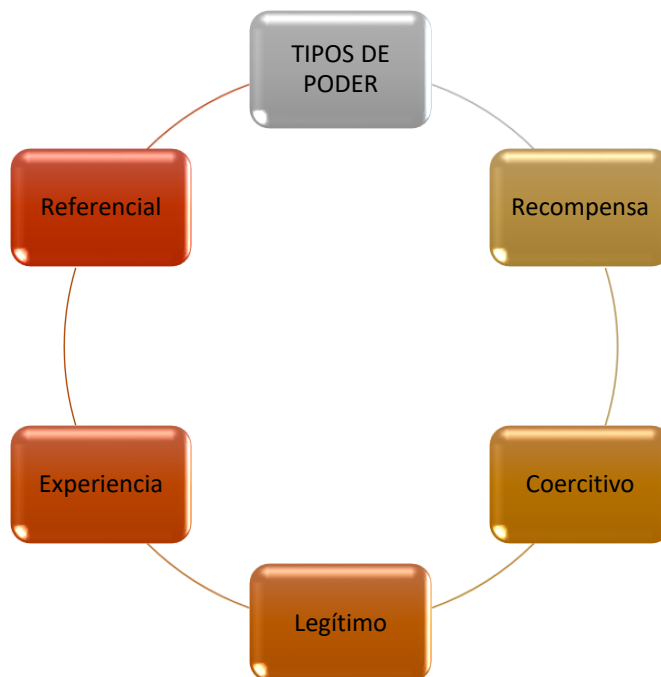 TIPOS DE
PODER
Recompensa
Coercitivo
Legítimo
Experiencia
Referencial